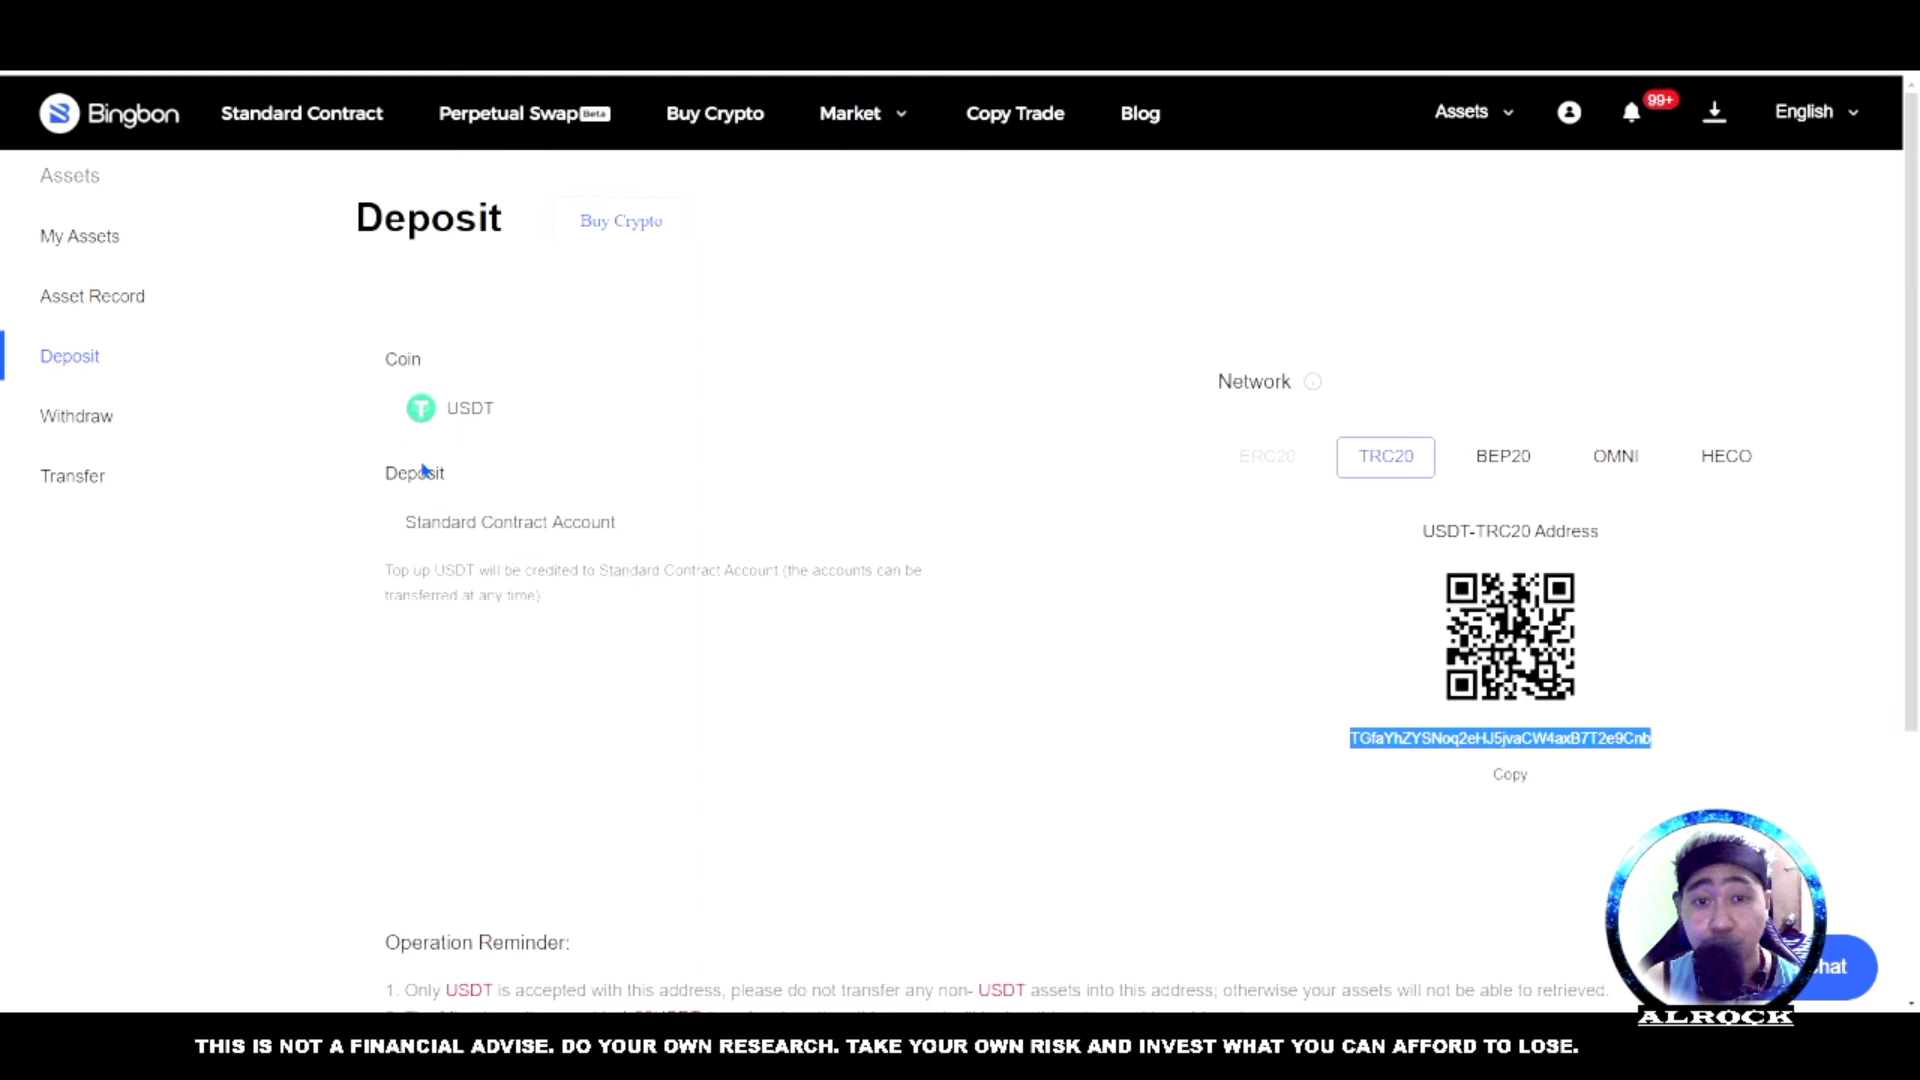 Bingbon
Standard Contract
Perpetual Swap Beta
Buy Crypto
Market
Copy Trade
Blog
Assets
99+
English
Assets
My Assets
Asset Record
Deposit
Withdraw
Transfer
Deposit
Buy Crypto
Coin
USDT
Deposit
Standard Contract Account
Top up USDT will be credited to Standard Contract Account (the accounts can be
transferred at any time)
Network
ERC20
TRC20
BEP20
OMNI
HECO
USDT-TRC20 Address
TGfaYhZYSNoq2eHJ5jvaCW4axB7T2e9Cnb
Copy
Operation Reminder:
1. Only USDT is accepted with this address, please do not transfer any non- USDT assets into this address; otherwise your assets will not be able to retrieved.
hat
ALROCK
THIS IS NOT A FINANCIAL ADVISE. DO YOUR OWN RESEARCH. TAKE YOUR OWN RISK AND INVEST WHAT YOU CAN AFFORD TO LOSE.